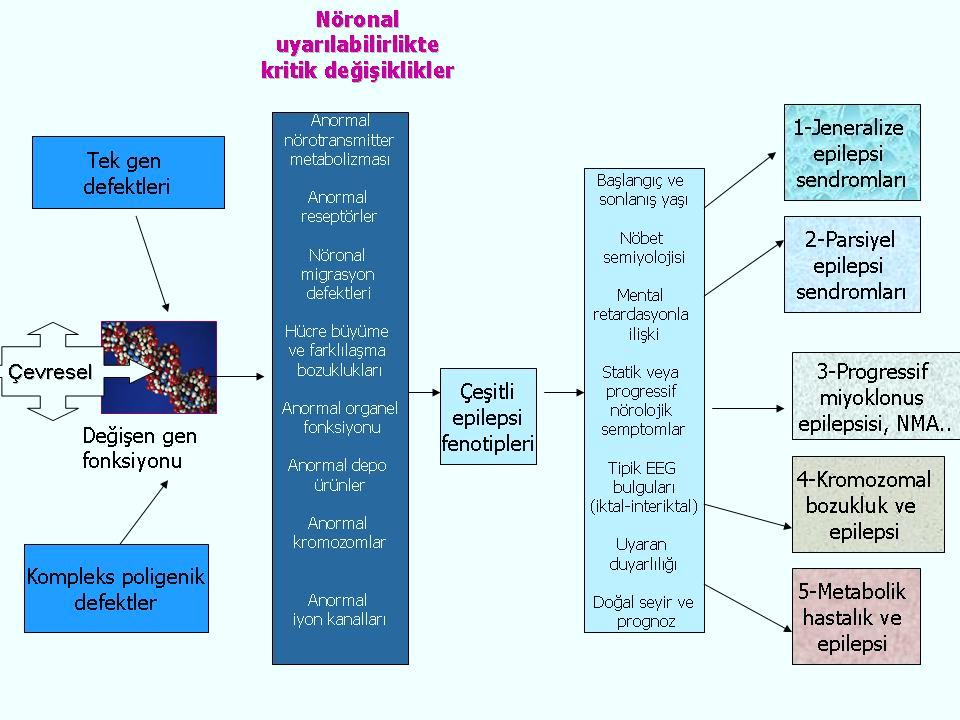 Nöronal
uyarılabilirlikte
kritik değişiklikler
Tek gen
defektleri
Çevresel
Değişen gen
fonksiyonu
Kompleks poligenik
defektler
Anormal
nörotransmitter
metabolizması
Anormal
reseptörler
Nöronal
migrasyon
defektleri
Hücre büyüme
ve farklılaşma
bozuklukları
Anormal organel
fonksiyonu
Anormal depo
ürünler
Anormal
kromozomlar
Anormal
iyon kanalları
Çeşitli
epilepsi
fenotipleri
Başlangıç ve
sonlanış yaşı
Nöbet
semiyolojisi
Mental
retardasyonla
ilişki
Statik veya
progressif
nörolojik
semptomlar
Tipik EEG
bulguları
(iktal-interiktal)
Uyaran
duyarlılığı
Doğal seyir ve
prognoz
1-Jeneralize
epilepsi
sendromları
2-Parsiyel
epilepsi
sendromları
3-Progressif
miyoklonus
epilepsisi, NMA..
4-Kromozomal
bozukluk ve
epilepsi
5-Metabolik
hastalık ve
epilepsi